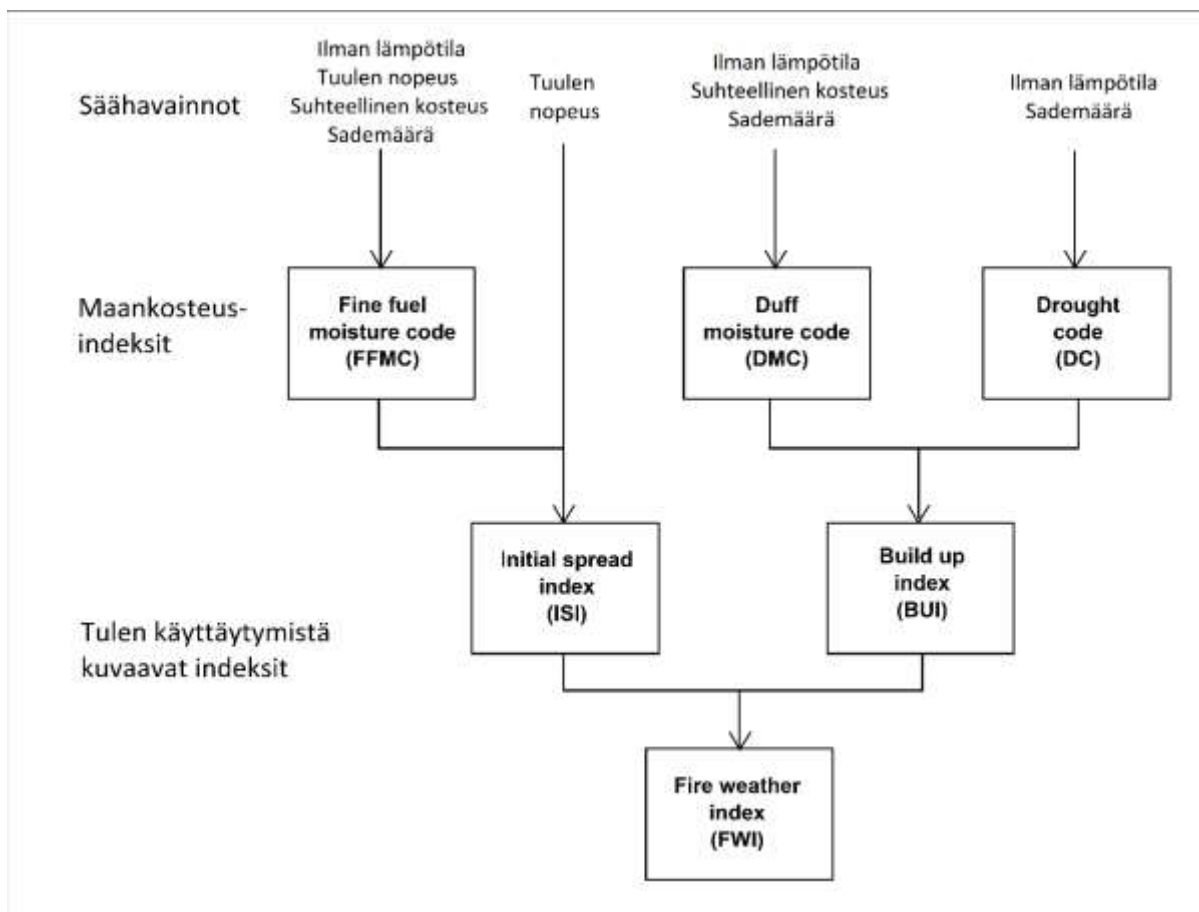 Säähavainnot
Ilman lämpötila
Tuulen nopeus
Suhteellinen kosteus
Sademäärä
Tuulen
nopeus
Ilman lämpötila
Suhteellinen kosteus
Sademäärä
Ilman lämpötila
Sademäärä
Maankosteus-
indeksit
Fine fuel
moisture code
(FFMC)
Duff
moisture code
(DMC)
Drought
code
(DC)
Tulen käyttäytymistä
kuvaavat indeksit
Initial spread
index
(ISI)
Build up
index
(BUI)
Fire weather
index
(FWI)